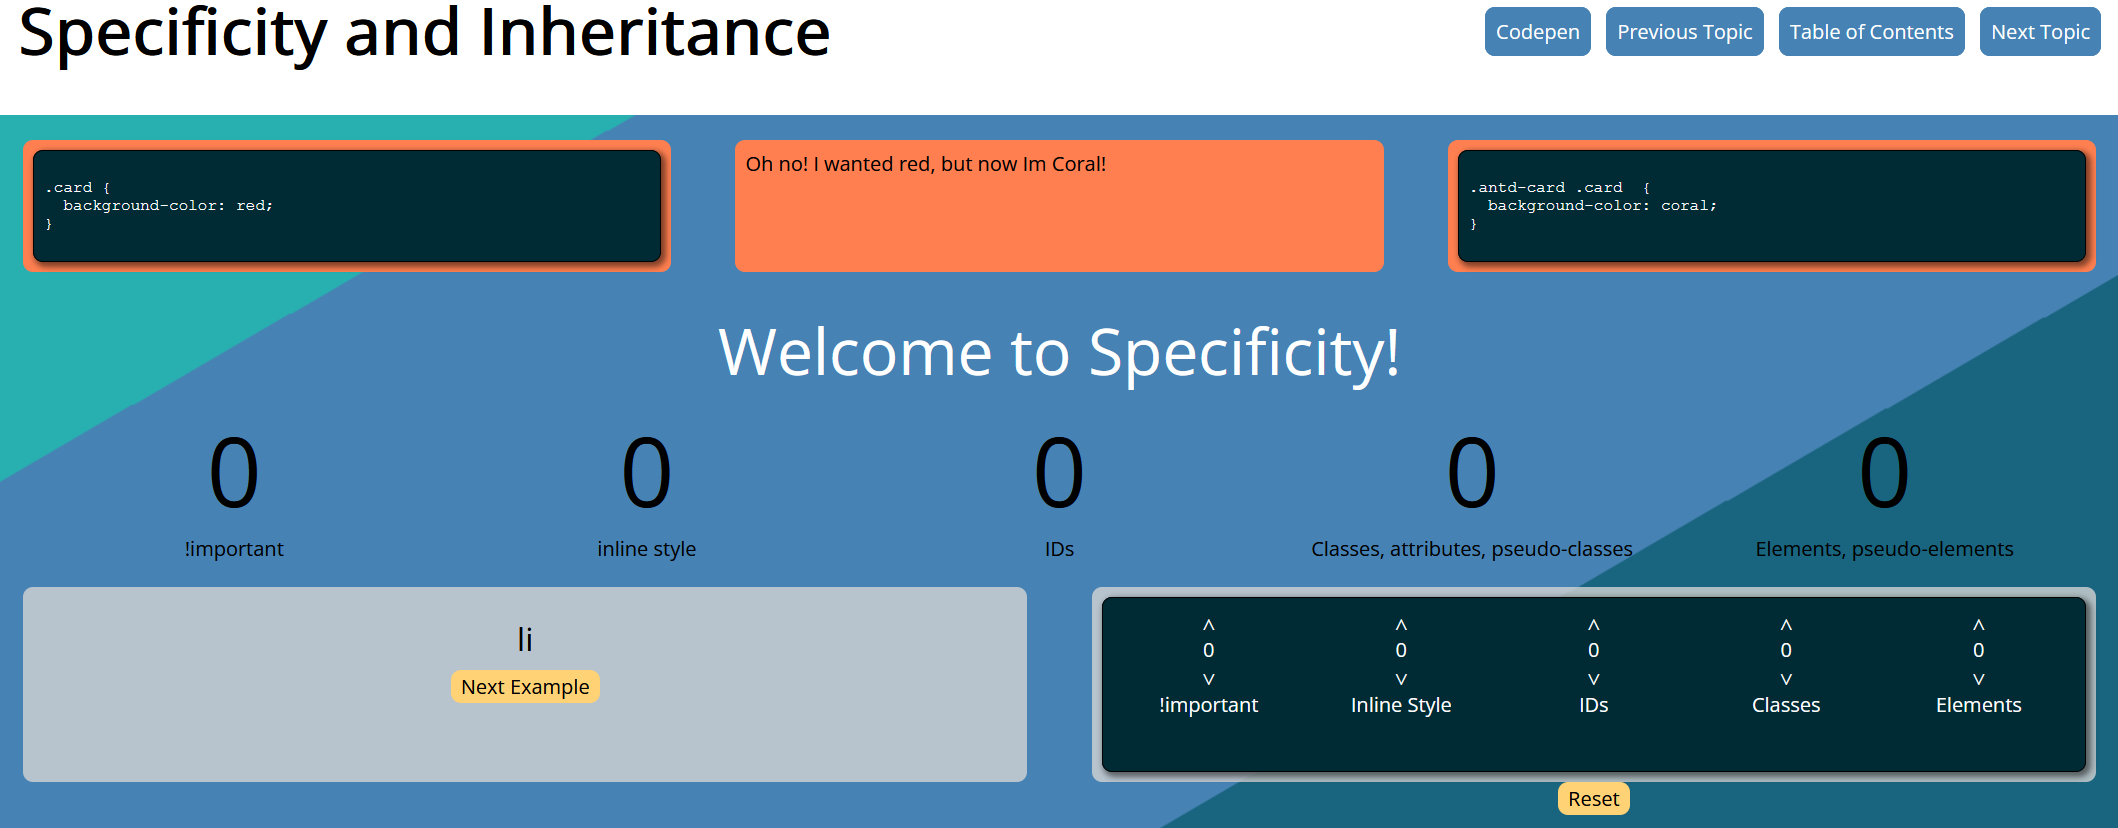 Specificity and Inheritance
Codepen
Previous Topic
Table of Contents
Next Topic
.card {
  background-color: red;
}
Oh no! I wanted red, but now Im Coral!
.antd-card .card  {
  background-color: coral;
}
Welcome to Specificity!
0 0 0 0 0
!important inline style IDs Classes, attributes, pseudo-classes Elements, pseudo-elements
li
Next Example
^ ^ ^ ^ ^
0 0 0 0 0
v v v v v
!important Inline Style IDs Classes Elements
Reset